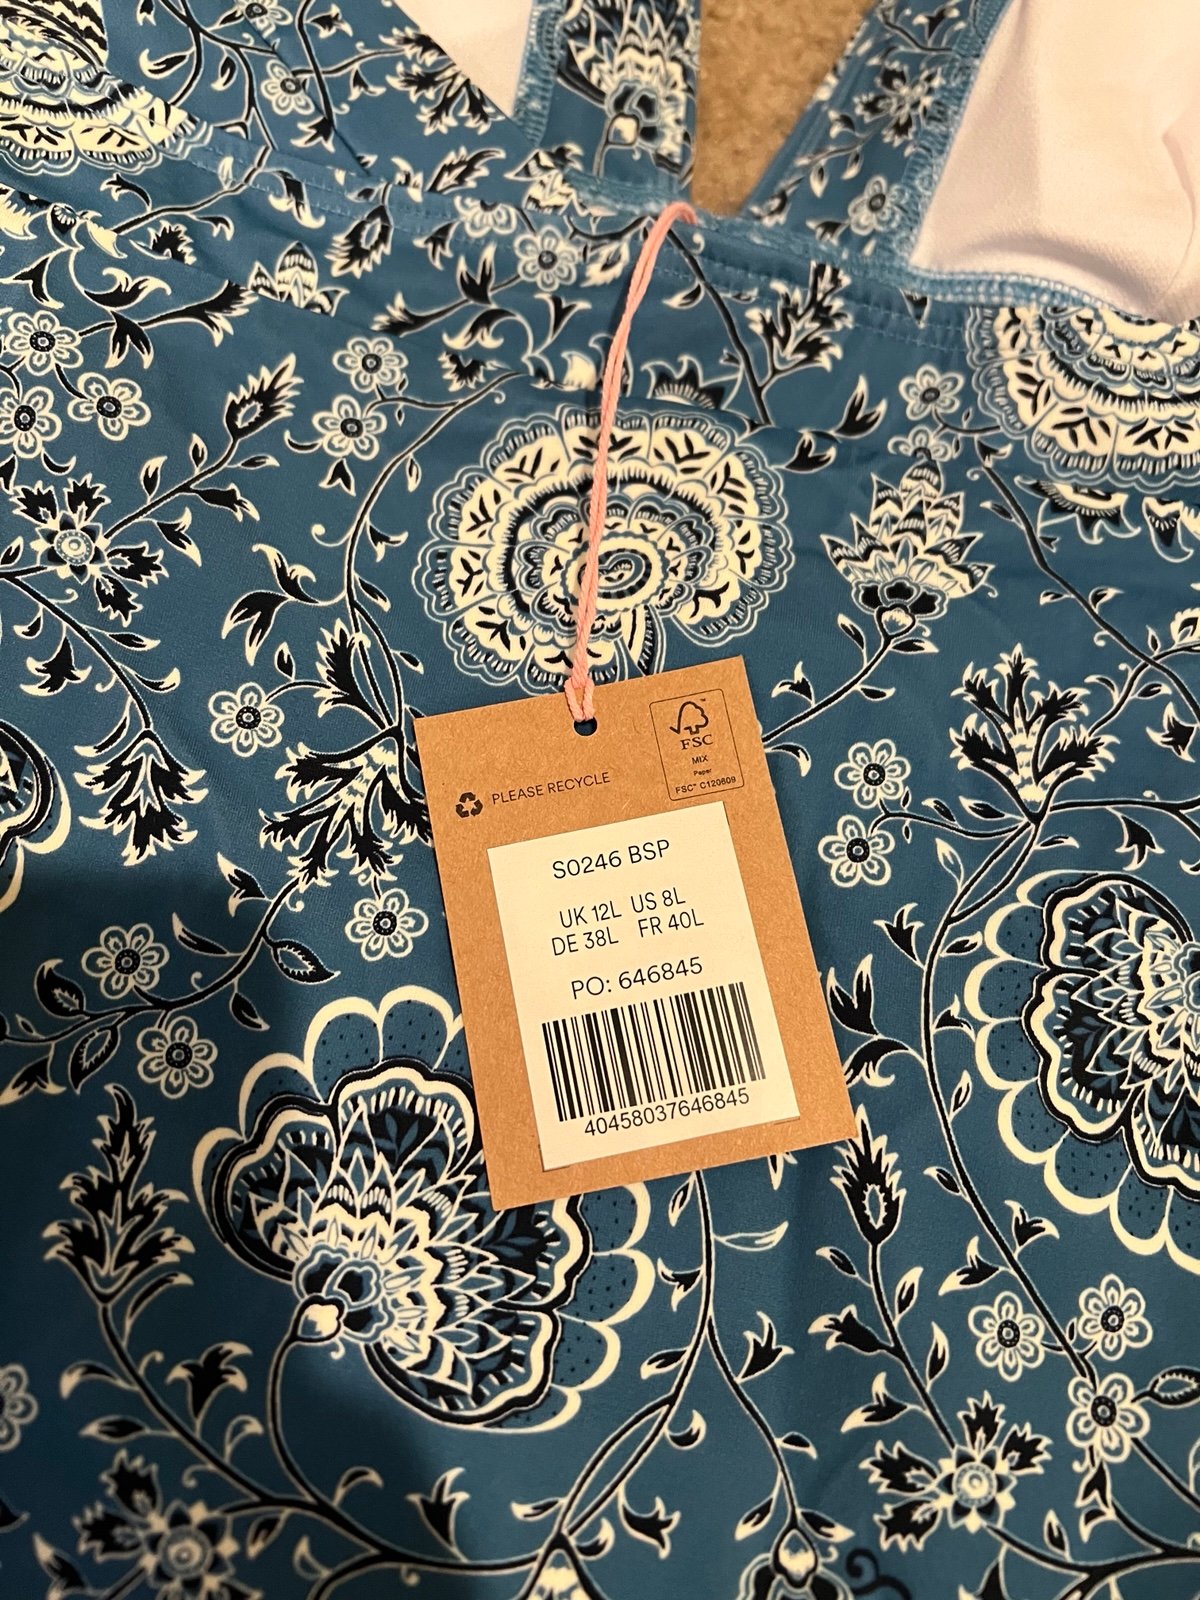 PLEASE RECYCLE
FSC
MIX
Paper
FSC® C120609
S0246 BSP
UK 12L US 8L
DE 38L FR 40L
PO: 646845
40458037646845